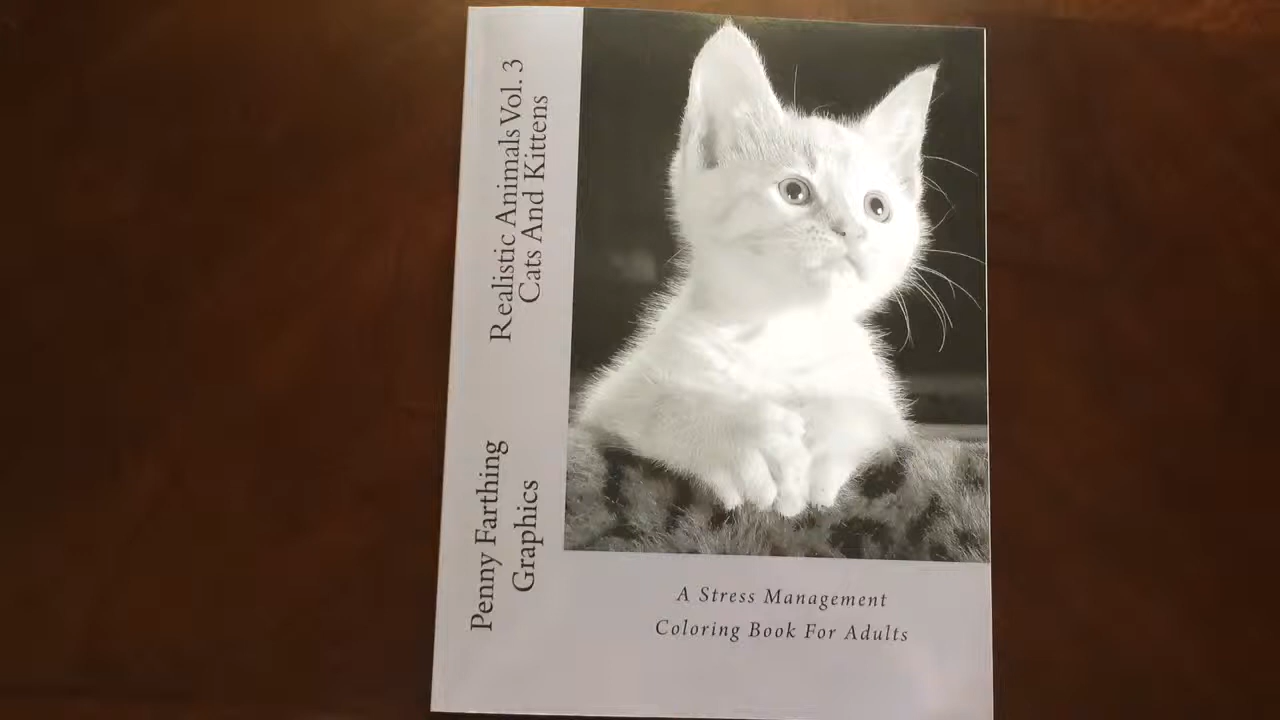 Realistic Animals Vol. 3
Cats And Kittens
Penny Farthing
Graphics
A Stress Management
Coloring Book For Adults